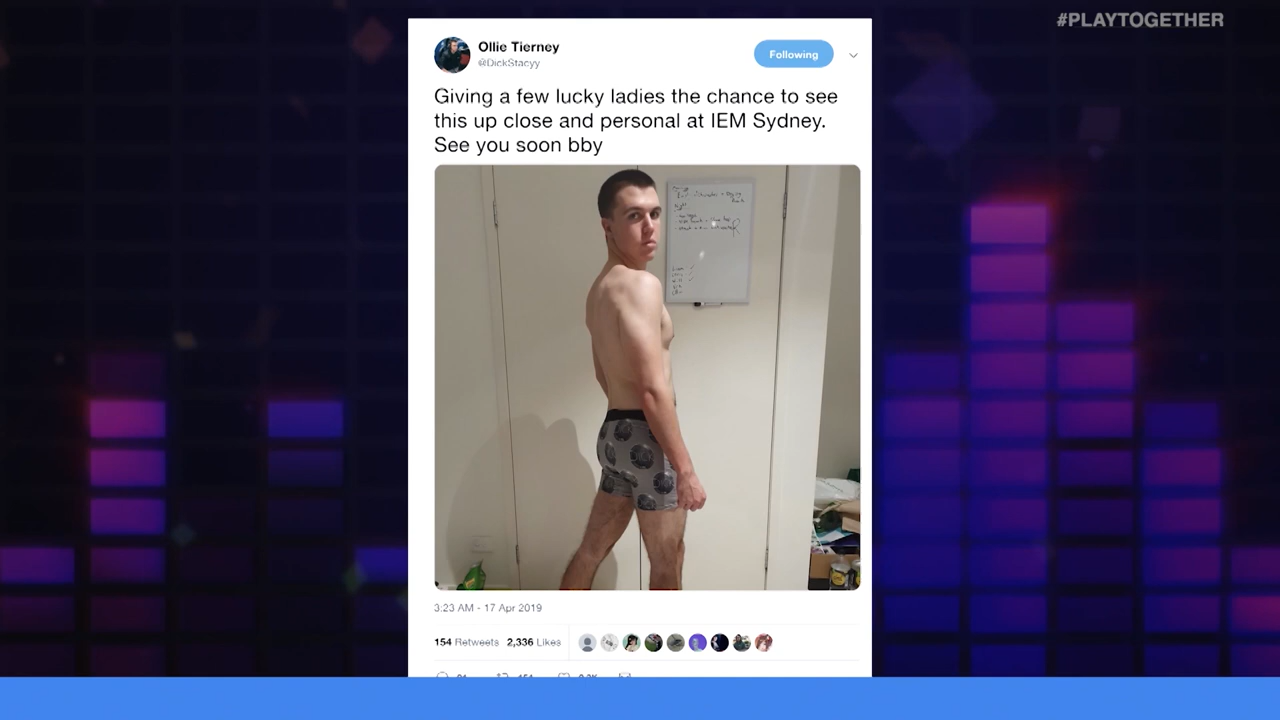 #PLAYTOGETHER
Ollie Tierney
@DickStacyy
Following
Giving a few lucky ladies the chance to see
this up close and personal at IEM Sydney.
See you soon bby
3:23 AM - 17 Apr 2019
154 Retweets 2,336 Likes